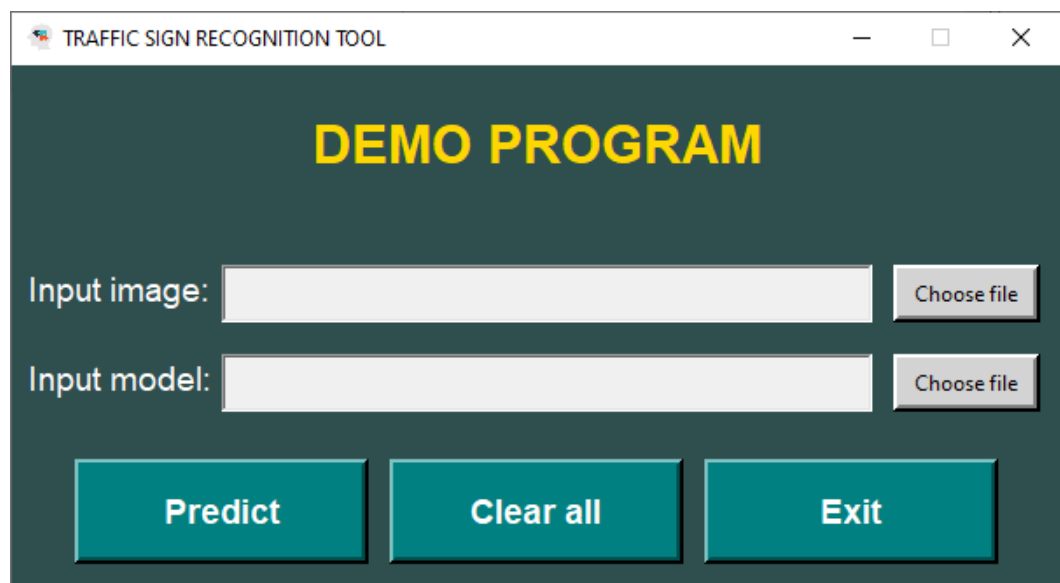 TRAFFIC SIGN RECOGNITION TOOL
DEMO PROGRAM
Input image: Choose file
Input model: Choose file
Predict Clear all Exit